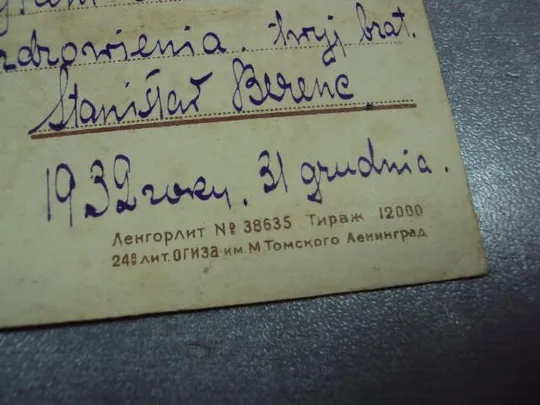 zdrowienia. twój brat.
Stanisław Berenc
1932 roku. 31 grudnia.
Ленгорлит № 38635 Тираж 12000
24я лит. ОГИЗа им. М. Томского Ленинград